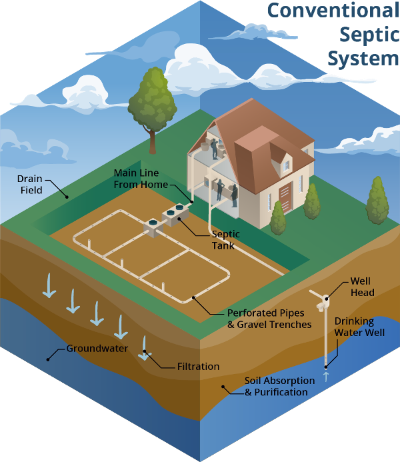 Conventional
Septic
System
Main Line
From Home
Drain
Field
Septic
Tank
Well
Head
Perforated Pipes
& Gravel Trenches
Drinking
Water Well
Groundwater
Filtration
Soil Absorption
& Purification